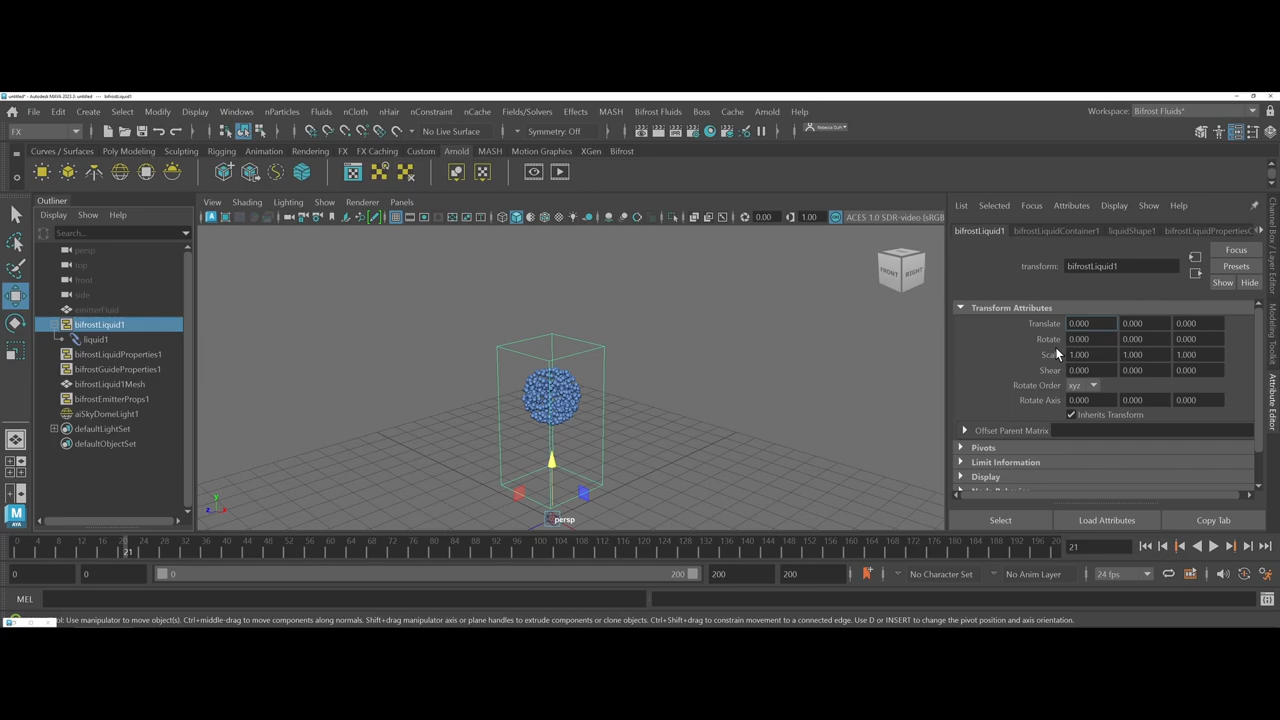 untitled* - Autodesk MAYA 2023.3: untitled --- bifrostLiquid1
File Edit Create Select Modify Display Windows nParticles Fluids nCloth nHair nConstraint nCache Fields/Solvers Effects MASH Bifrost Fluids Boss Cache Arnold Help Workspace: Bifrost Fluids*
FX No Live Surface Symmetry: Off
Curves / Surfaces Poly Modeling Sculpting Rigging Animation Rendering FX FX Caching Custom Arnold MASH Motion Graphics XGen Bifrost
Outliner
Display Show Help
Search...
persp
top
front
side
emitterFluid
bifrostLiquid1
liquid1
bifrostLiquidProperties1
bifrostGuideProperties1
bifrostLiquid1Mesh
bifrostEmitterProps1
aiSkyDomeLight1
defaultLightSet
defaultObjectSet
View Shading Lighting Show Renderer Panels
0.00 1.00 ACES 1.0 SDR-video (sRGB
FRONT RIGHT
persp
y
z x
List Selected Focus Attributes Display Show Help
bifrostLiquid1 bifrostLiquidContainer1 liquidShape1 bifrostLiquidPropertiesC
Focus
transform: bifrostLiquid1 Presets
Show Hide
Transform Attributes
Translate 0.000 0.000 0.000
Rotate 0.000 0.000 0.000
Scale 1.000 1.000 1.000
Shear 0.000 0.000 0.000
Rotate Order xyz
Rotate Axis 0.000 0.000 0.000
Inherits Transform
Offset Parent Matrix
Pivots
Limit Information
Display
Select Load Attributes Copy Tab
Channel Box / Layer Editor
Modeling Toolkit
Attribute Editor
M
AYA
0 4 8 12 16 20 24 28 32 36 40 44 48 52 56 60 64 68 72 76 80 84 88 92 96 100 104 108 112 116 120 124 128 132 136 140 144 148 152 156 160 164 168 172 176 180 184 188 192 196 20
21 21
0 0 0 200 200 200 No Character Set No Anim Layer 24 fps
MEL
ol: Use manipulator to move object(s). Ctrl+middle-drag to move components along normals. Shift+drag manipulator axis or plane handles to extrude components or clone objects. Ctrl+Shift+drag to constrain movement to a connected edge. Use D or INSERT to change the pivot position and axis orientation.